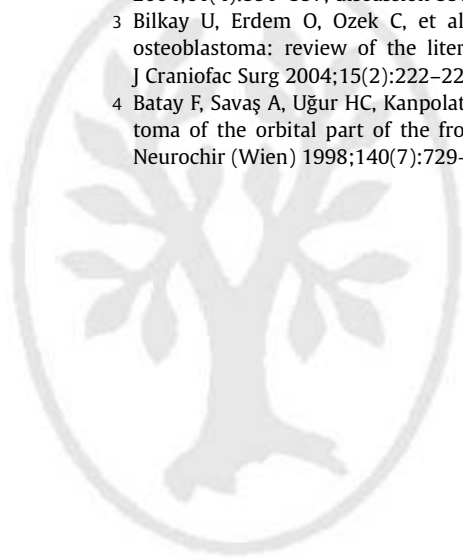 3 Bilkay U, Erdem O, Ozek C, et al
osteoblastoma: review of the liter
J Craniofac Surg 2004;15(2):222–22
4 Batay F, Savaş A, Uğur HC, Kanpolat
toma of the orbital part of the fro
Neurochir (Wien) 1998;140(7):729-